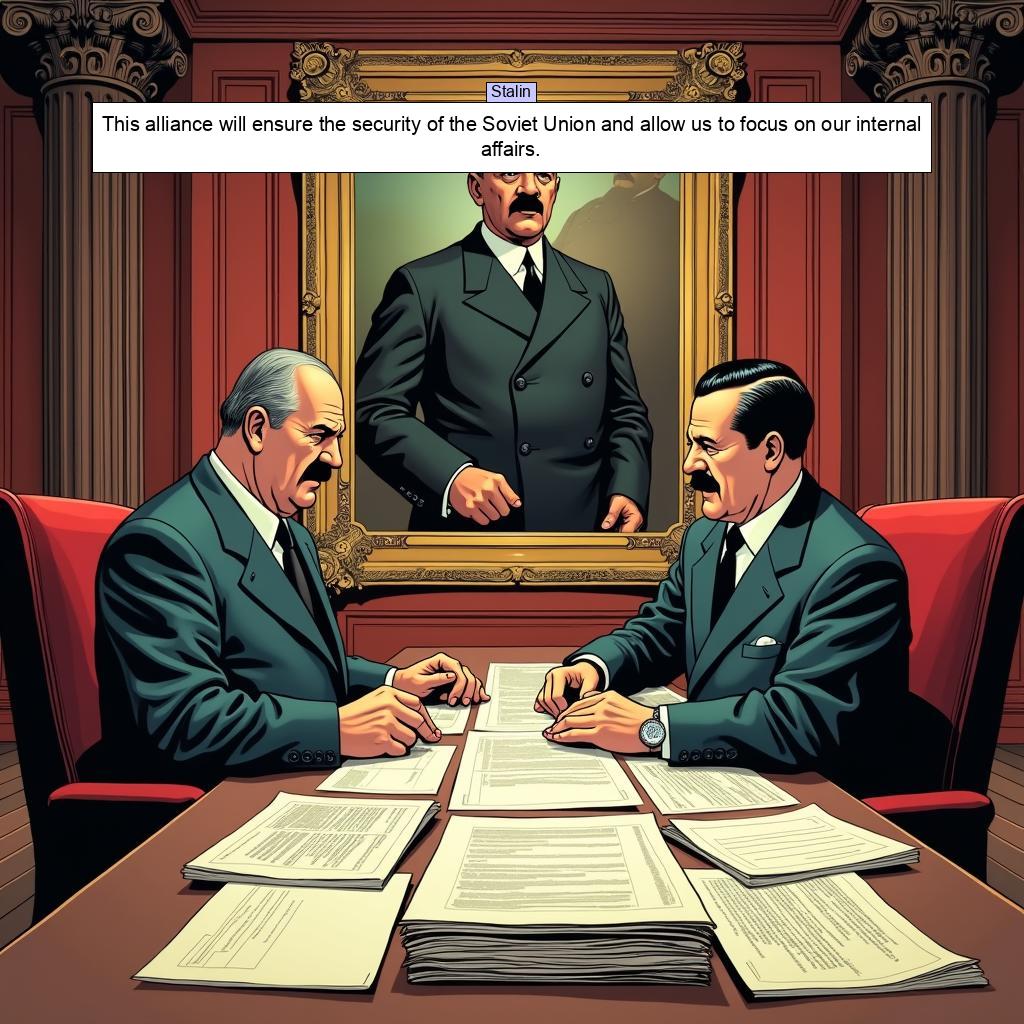 Stalin
This alliance will ensure the security of the Soviet Union and allow us to focus on our internal
affairs.